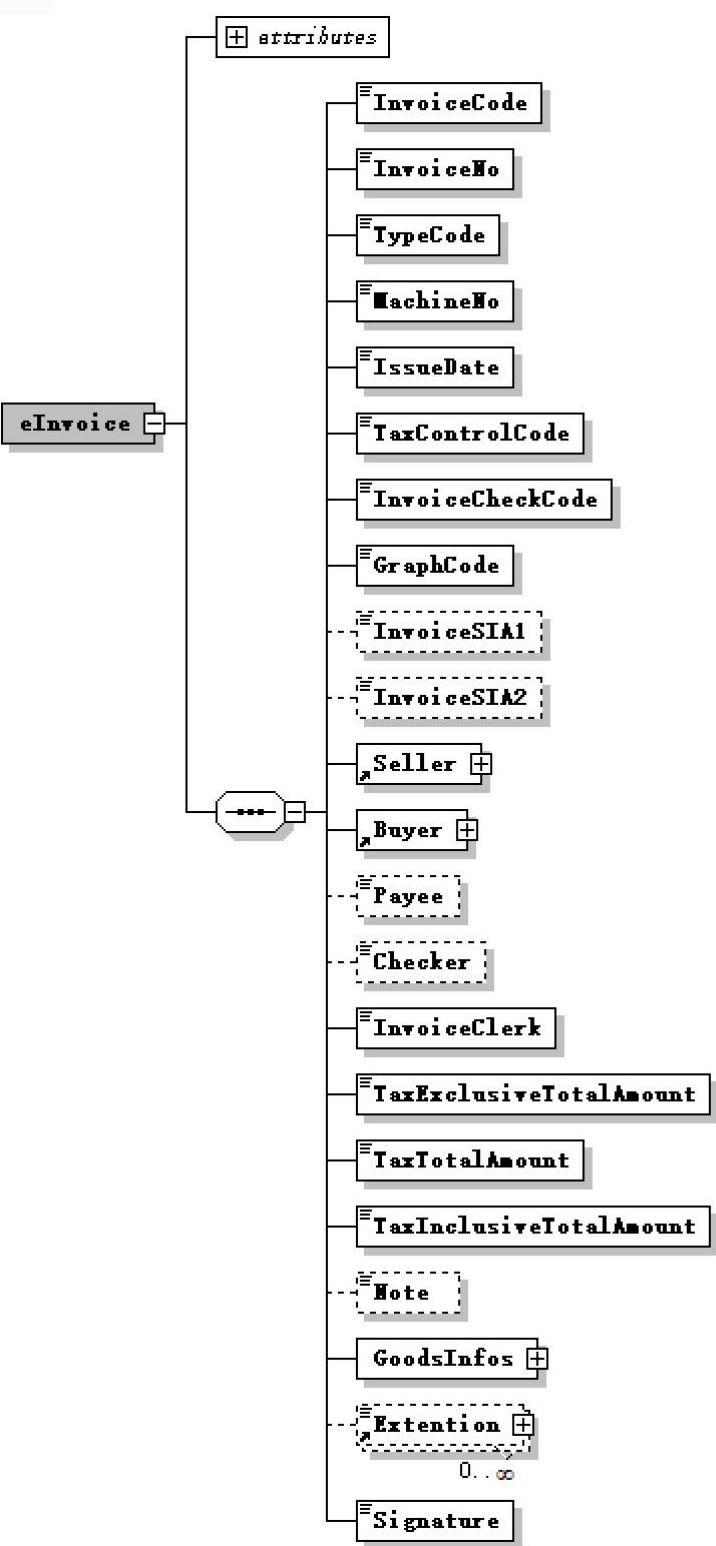 attributes
InvoiceCode
InvoiceNo
TypeCode
MachineNo
IssueDate
eInvoice
TaxControlCode
InvoiceCheckCode
GraphCode
InvoiceSIA1
InvoiceSIA2
Seller
Buyer
Payee
Checker
InvoiceClerk
TaxExclusiveTotalAmount
TaxTotalAmount
TaxInclusiveTotalAmount
Note
GoodsInfos
Extention
0..∞
Signature